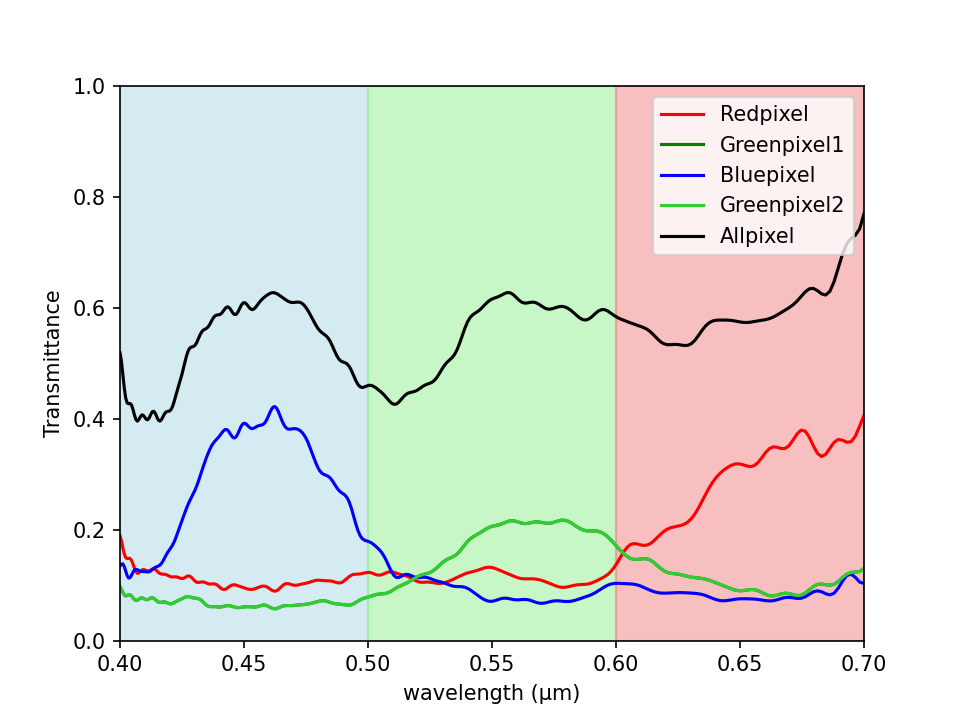 1.0
0.8
0.6
0.4
0.2
0.0
Transmittance
Redpixel
Greenpixel1
Bluepixel
Greenpixel2
Allpixel
0.40 0.45 0.50 0.55 0.60 0.65 0.70
wavelength (μm)